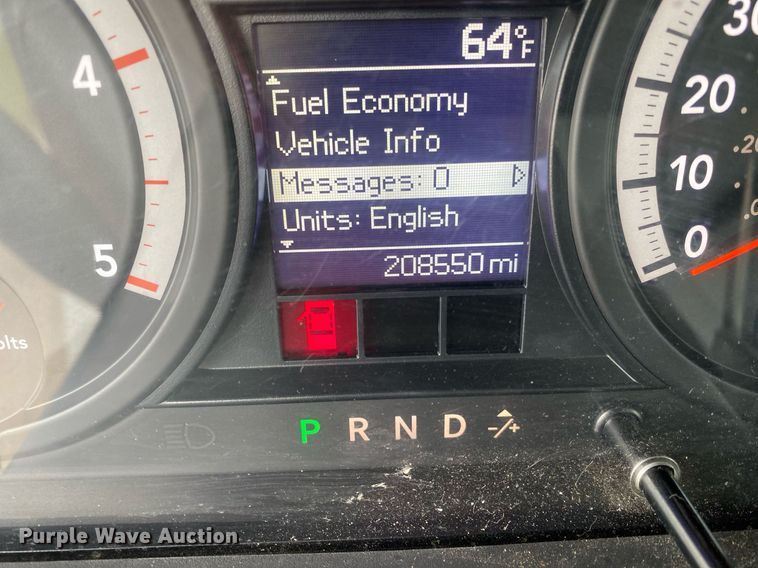 64°F
Fuel Economy
Vehicle Info
Messages: 0
Units: English
208550 mi
4
5
30
20
10
0
P R N D -/+
Purple Wave Auction